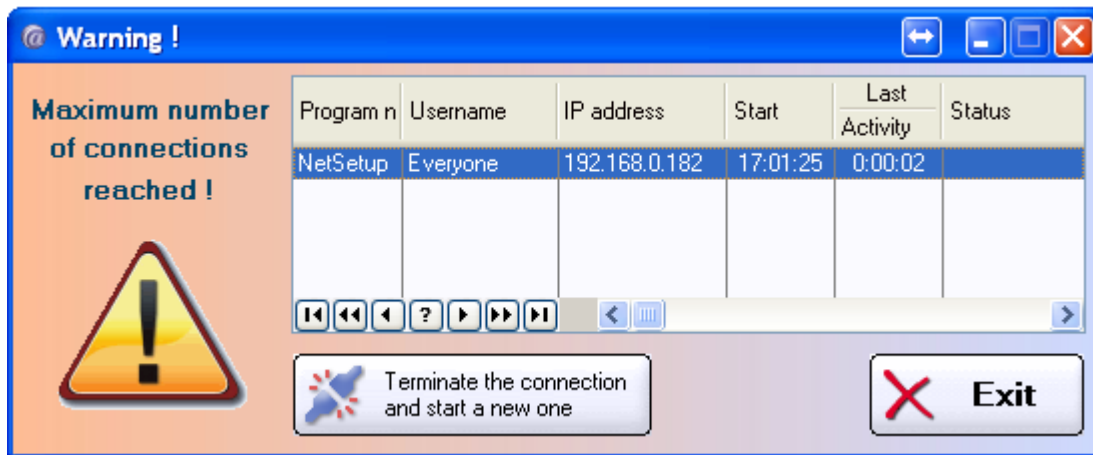 Warning !
Maximum number
of connections
reached !
Program n Username IP address Start Last Activity Status
NetSetup Everyone 192.168.0.182 17:01:25 0:00:02
?
Terminate the connection
and start a new one
Exit